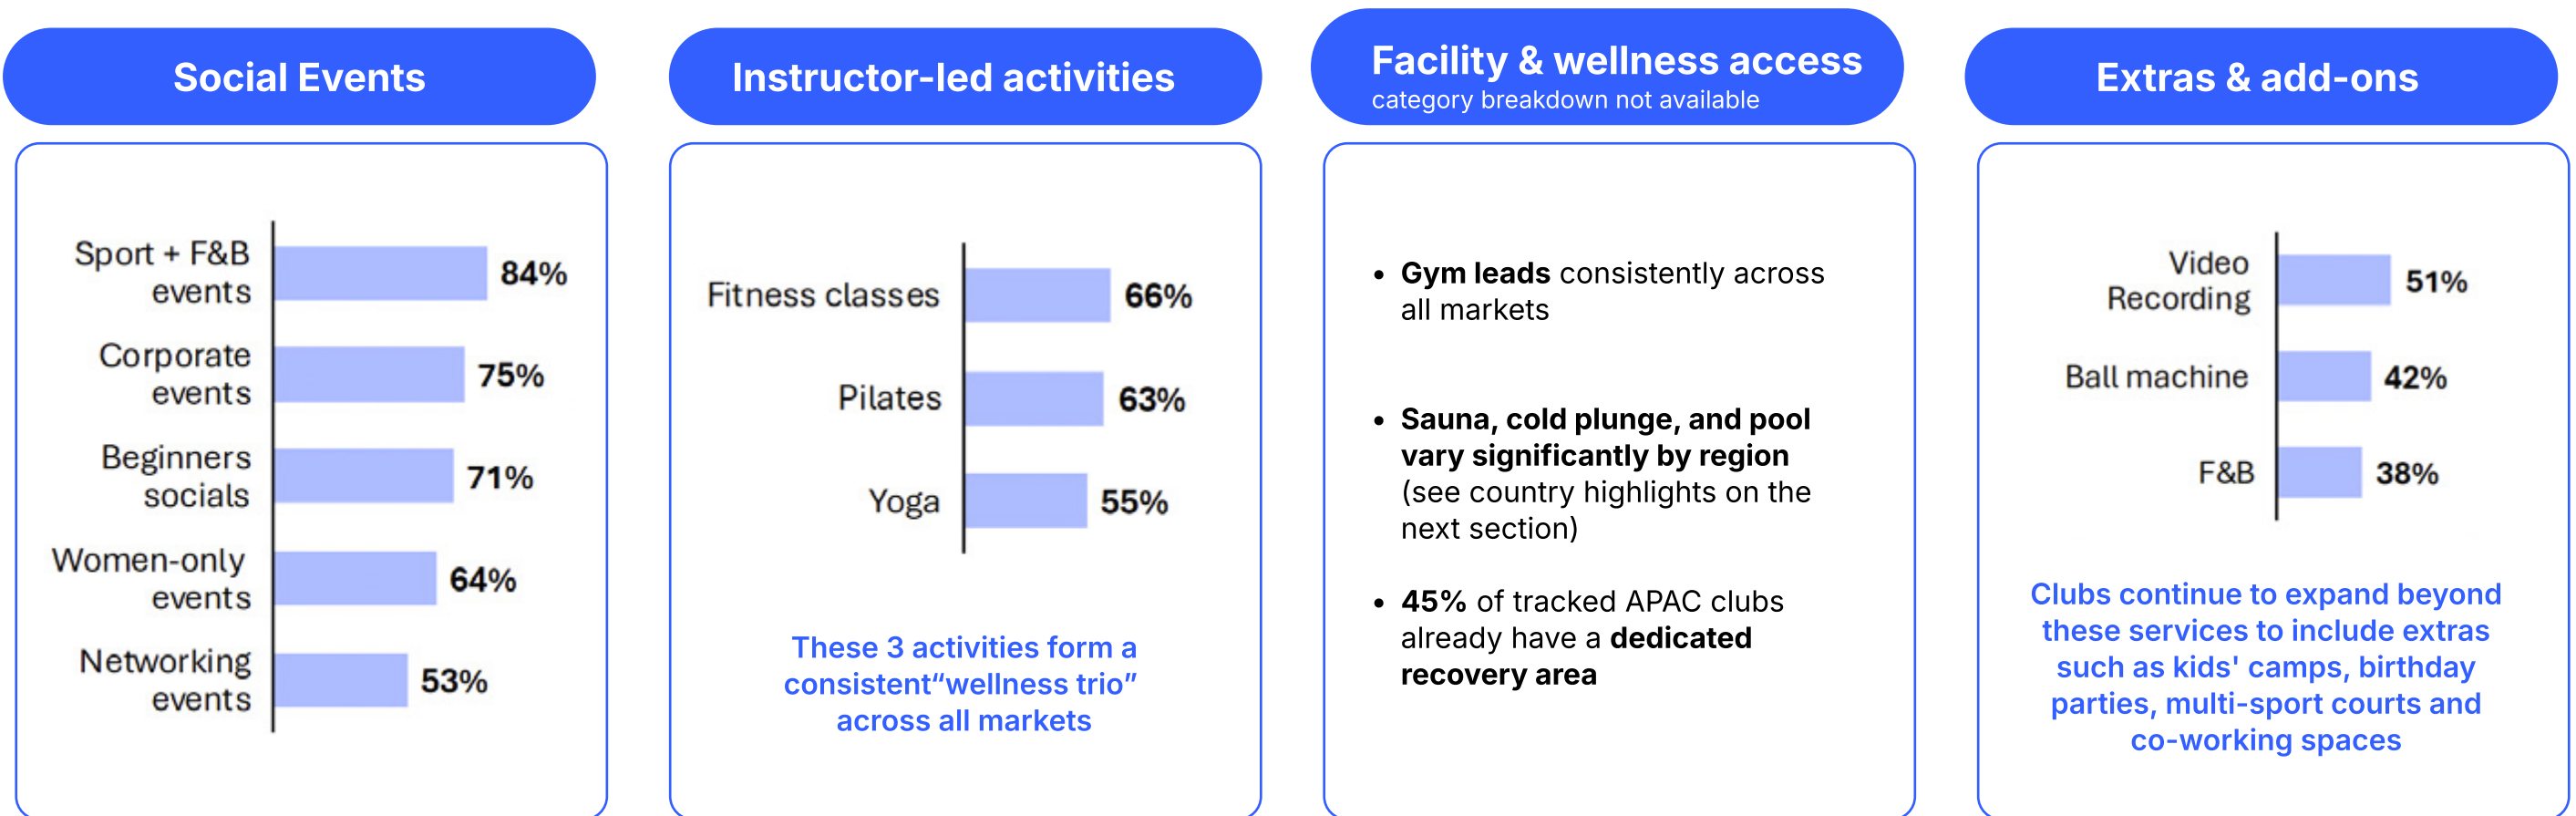 Social Events
Sport + F&B
events
84%
Corporate
events
75%
Beginners
socials
71%
Women-only
events
64%
Networking
events
53%
Instructor-led activities
Fitness classes
66%
Pilates
63%
Yoga
55%
These 3 activities form a
consistent“wellness trio”
across all markets
Facility & wellness access
category breakdown not available
• Gym leads consistently across
all markets
• Sauna, cold plunge, and pool
vary significantly by region
(see country highlights on the
next section)
• 45% of tracked APAC clubs
already have a dedicated
recovery area
Extras & add-ons
Video
Recording
51%
Ball machine
42%
F&B
38%
Clubs continue to expand beyond
these services to include extras
such as kids' camps, birthday
parties, multi-sport courts and
co-working spaces